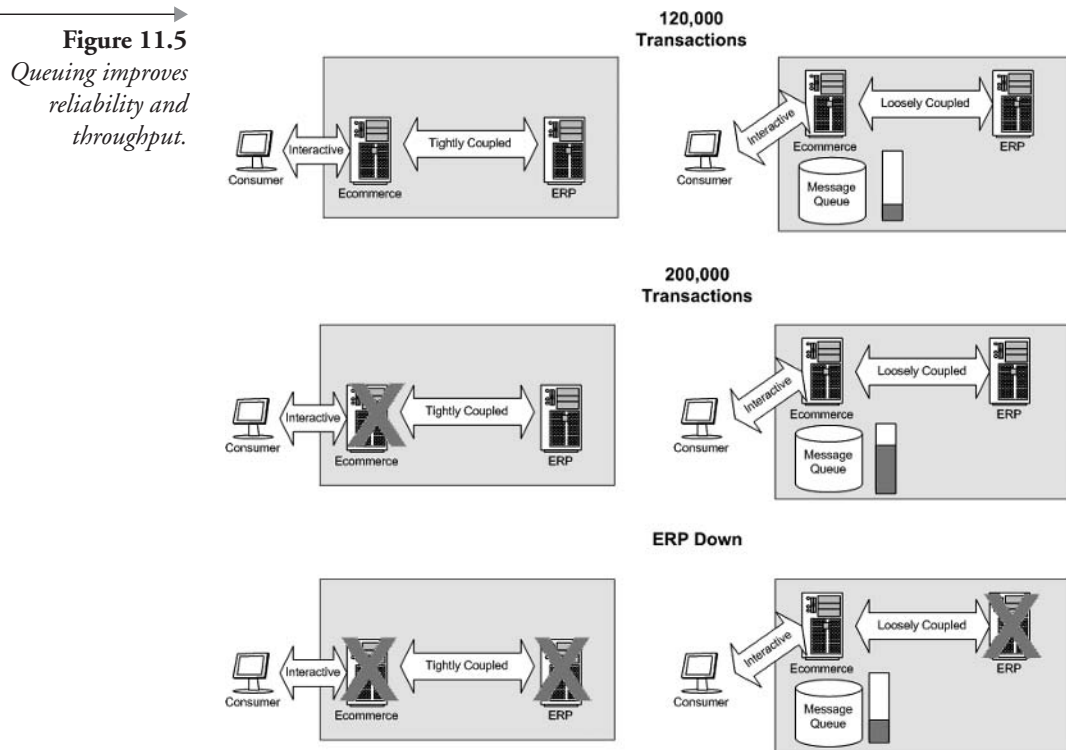 Figure 11.5
Queuing improves
reliability and
throughput.
120,000
Transactions
Consumer
Interactive
Ecommerce
Tightly Coupled
ERP
Consumer
Interactive
Ecommerce
Loosely Coupled
ERP
Message
Queue
200,000
Transactions
Consumer
Interactive
Ecommerce
Tightly Coupled
ERP
Consumer
Interactive
Ecommerce
Loosely Coupled
ERP
Message
Queue
ERP Down
Consumer
Interactive
Ecommerce
Tightly Coupled
ERP
Consumer
Interactive
Ecommerce
Loosely Coupled
ERP
Message
Queue